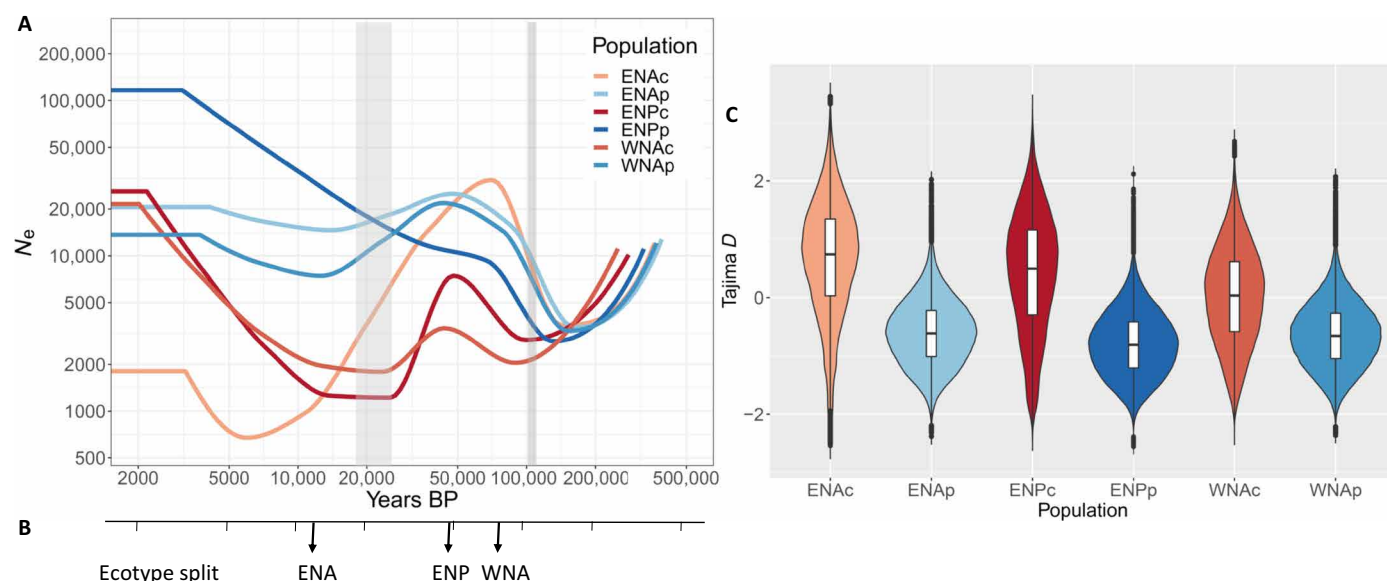 A
Population
ENAc
ENAp
ENPc
ENPp
WNAc
WNAp
200,000
100,000
50,000
20,000
10,000
5000
2000
1000
500
Ne
2000 5000 10,000 20,000 50,000 100,000 200,000 500,000
Years BP
B
Ecotype split ENA ENP WNA
C
2
0
−2
Tajima D
ENAc ENAp ENPc ENPp WNAc WNAp
Population